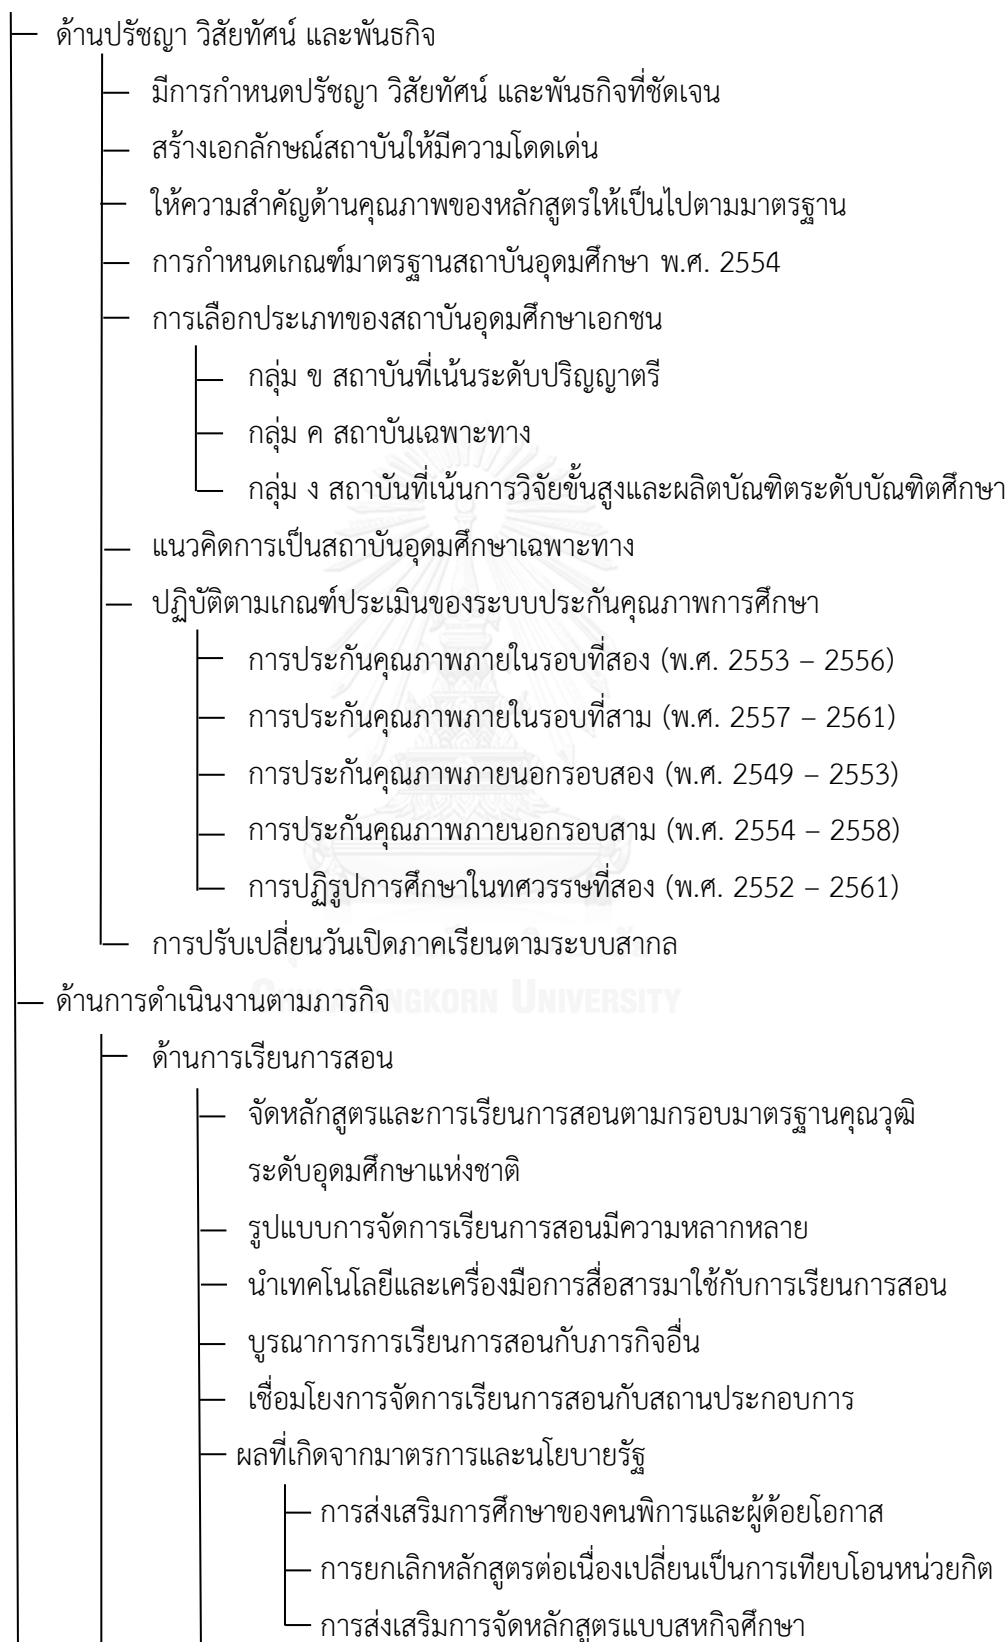 ด้านปรัชญา วิสัยทัศน์ และพันธกิจ
มีการกำหนดปรัชญา วิสัยทัศน์ และพันธกิจที่ชัดเจน
สร้างเอกลักษณ์สถาบันให้มีความโดดเด่น
ให้ความสำคัญด้านคุณภาพของหลักสูตรให้เป็นไปตามมาตรฐาน
การกำหนดเกณฑ์มาตรฐานสถาบันอุดมศึกษา พ.ศ. 2554
การเลือกประเภทของสถาบันอุดมศึกษาเอกชน
กลุ่ม ข สถาบันที่เน้นระดับปริญญาตรี
กลุ่ม ค สถาบันเฉพาะทาง
กลุ่ม ง สถาบันที่เน้นการวิจัยขั้นสูงและผลิตบัณฑิตระดับบัณฑิตศึกษา
แนวคิดการเป็นสถาบันอุดมศึกษาเฉพาะทาง
ปฏิบัติตามเกณฑ์ประเมินของระบบประกันคุณภาพการศึกษา
การประกันคุณภาพภายในรอบที่สอง (พ.ศ. 2553 – 2556)
การประกันคุณภาพภายในรอบที่สาม (พ.ศ. 2557 – 2561)
การประกันคุณภาพภายนอกรอบสอง (พ.ศ. 2549 – 2553)
การประกันคุณภาพภายนอกรอบสาม (พ.ศ. 2554 – 2558)
การปฏิรูปการศึกษาในทศวรรษที่สอง (พ.ศ. 2552 – 2561)
การปรับเปลี่ยนวันเปิดภาคเรียนตามระบบสากล
ด้านการดำเนินงานตามภารกิจ
NGKORN UNIVERSITY
ด้านการเรียนการสอน
จัดหลักสูตรและการเรียนการสอนตามกรอบมาตรฐานคุณวุฒิ
ระดับอุดมศึกษาแห่งชาติ
รูปแบบการจัดการเรียนการสอนมีความหลากหลาย
นำเทคโนโลยีและเครื่องมือการสื่อสารมาใช้กับการเรียนการสอน
บูรณาการการเรียนการสอนกับภารกิจอื่น
เชื่อมโยงการจัดการเรียนการสอนกับสถานประกอบการ
ผลที่เกิดจากมาตรการและนโยบายรัฐ
การส่งเสริมการศึกษาของคนพิการและผู้ด้อยโอกาส
การยกเลิกหลักสูตรต่อเนื่องเปลี่ยนเป็นการเทียบโอนหน่วยกิต
การส่งเสริมการจัดหลักสูตรแบบสหกิจศึกษา